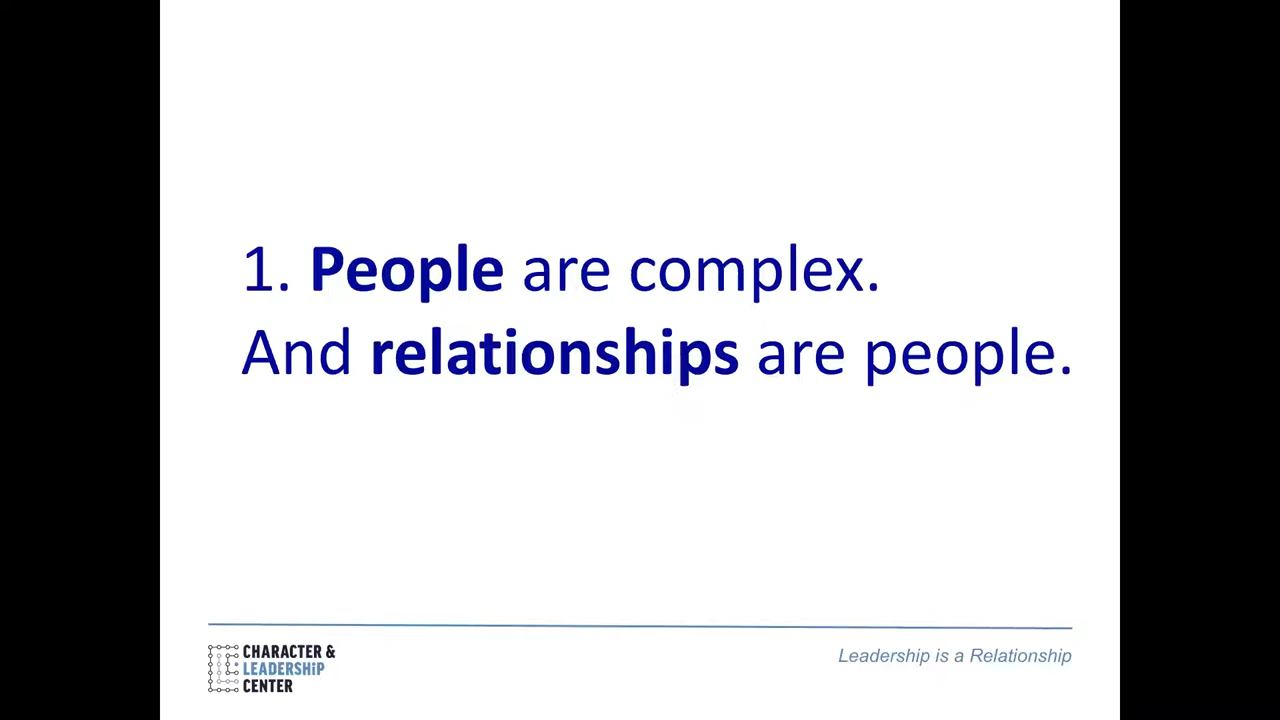 1. People are complex.
And relationships are people.
CHARACTER &
LEADERSHiP
CENTER
Leadership is a Relationship